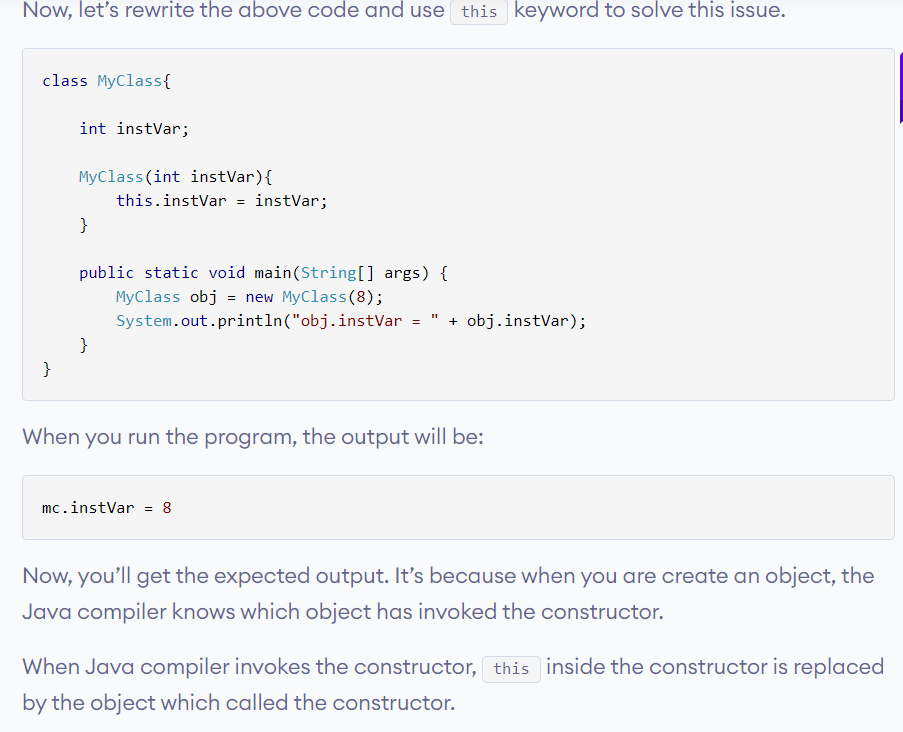 Now, let’s rewrite the above code and use this keyword to solve this issue.
class MyClass{
int instVar;
MyClass(int instVar){
this.instVar = instVar;
}
public static void main(String[] args) {
MyClass obj = new MyClass(8);
System.out.println("obj.instVar = " + obj.instVar);
}
}
When you run the program, the output will be:
mc.instVar = 8
Now, you’ll get the expected output. It’s because when you are create an object, the
Java compiler knows which object has invoked the constructor.
When Java compiler invokes the constructor, this inside the constructor is replaced
by the object which called the constructor.